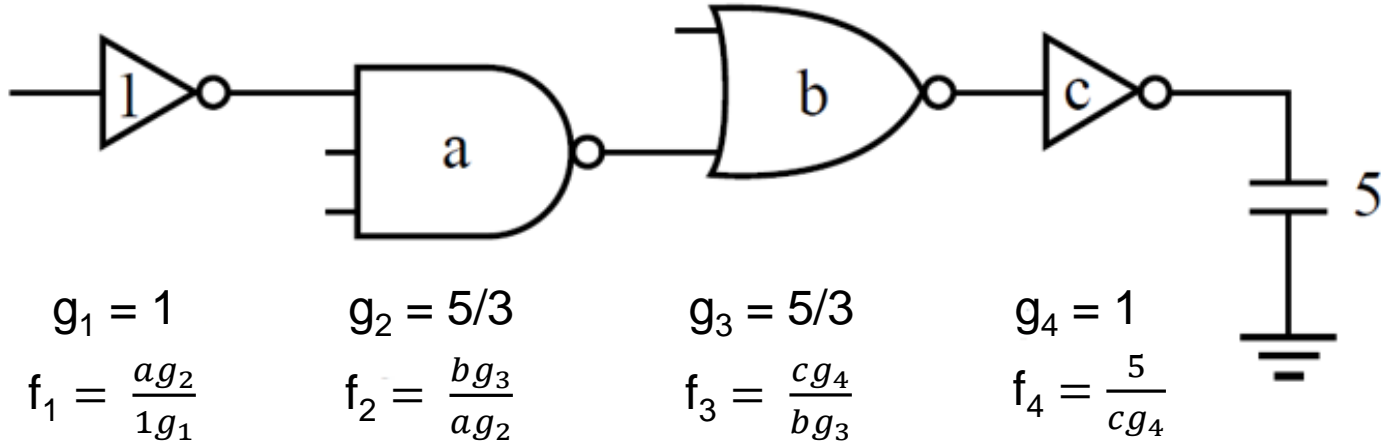 1
a
b
c
5
g₁ = 1
g₂ = 5/3
g₃ = 5/3
g₄ = 1
f₁ = ag₂/1g₁
f₂ = bg₃/ag₂
f₃ = cg₄/bg₃
f₄ = 5/cg₄